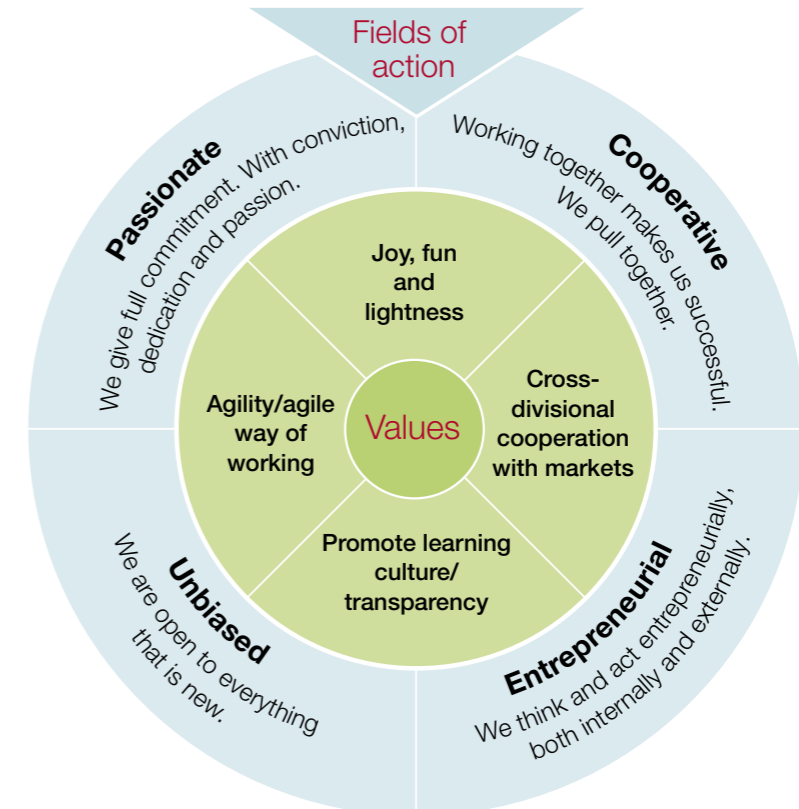 Fields of
action
Passionate
We give full commitment. With conviction,
dedication and passion.
Cooperative
Working together makes us successful.
We pull together.
Joy, fun
and
lightness
Agility/agile
way of
working
Values
Cross-
divisional
cooperation
with markets
Promote learning
culture/
transparency
Unbiased
We are open to everything
that is new.
Entrepreneurial
We think and act entrepreneurially,
both internally and externally.